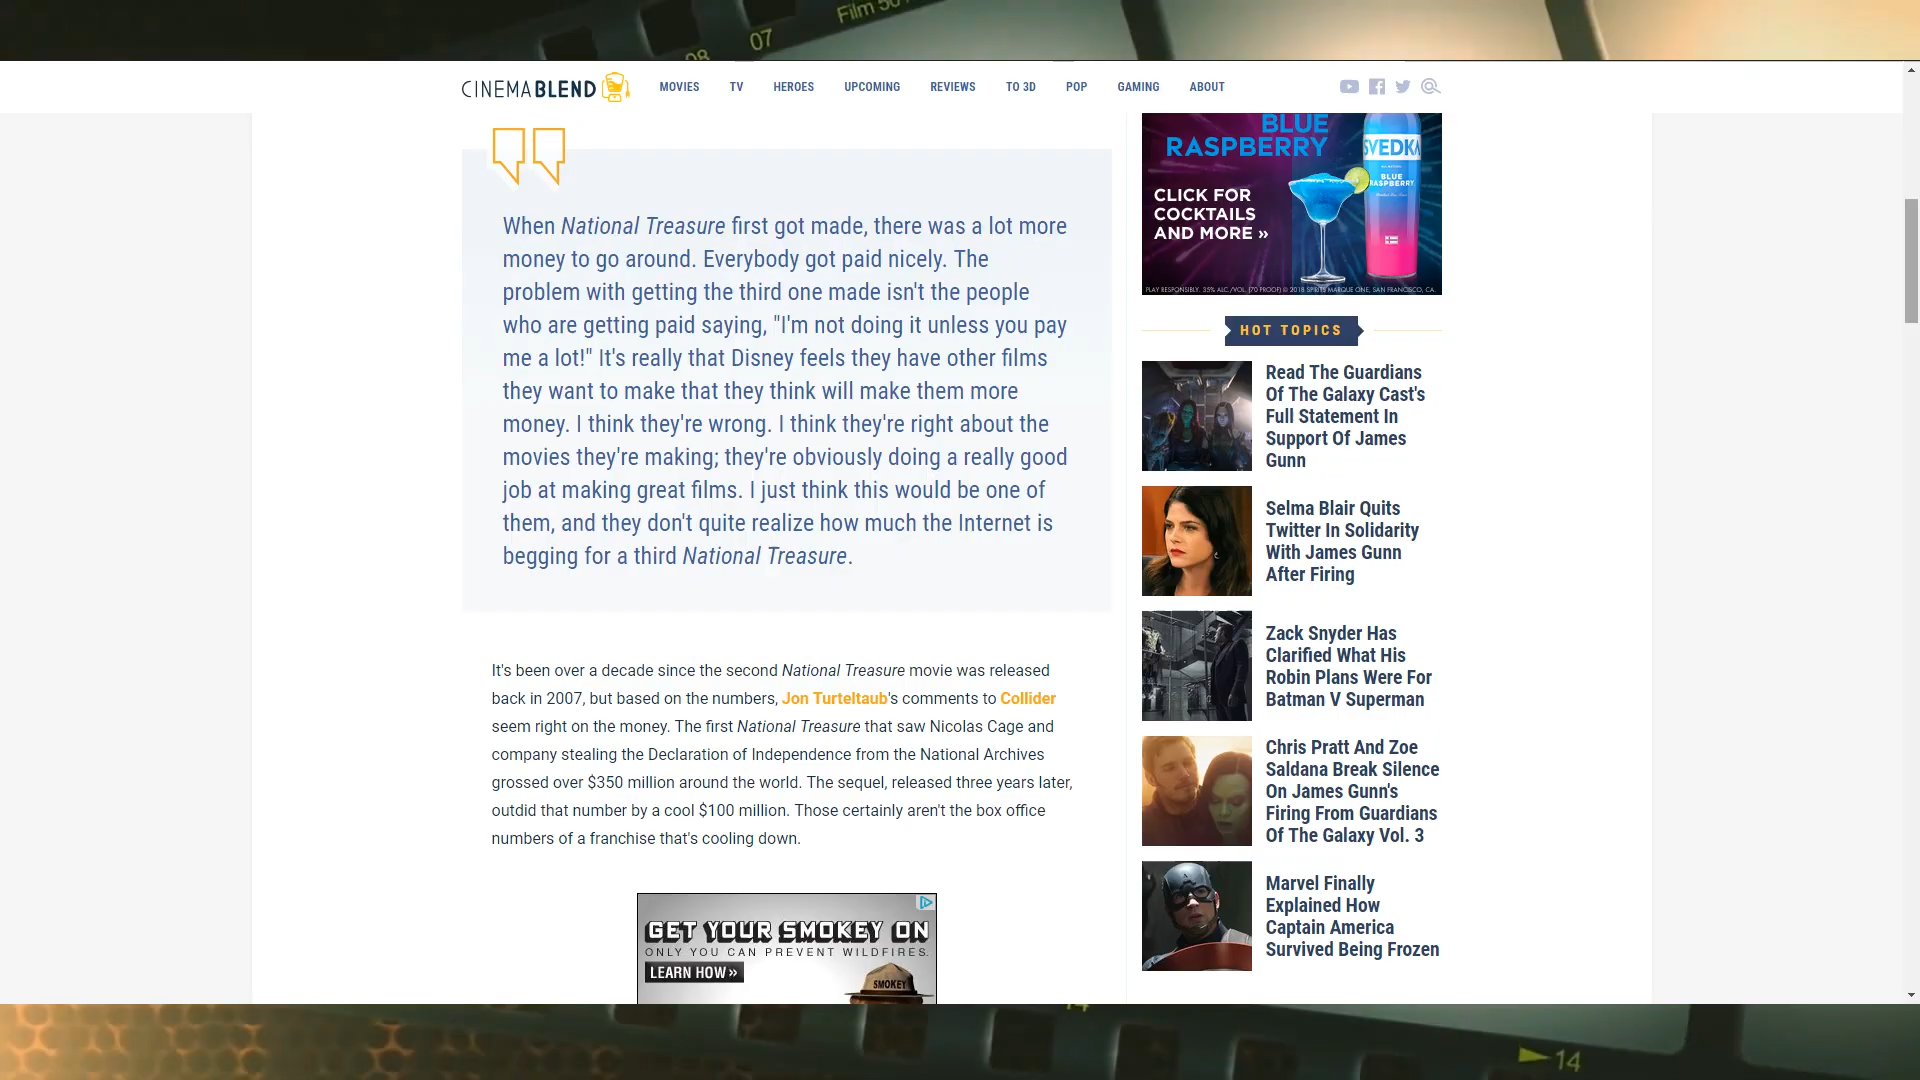 Film 50
07
08
CINEMABLEND
MOVIES
TV
HEROES
UPCOMING
REVIEWS
TO 3D
POP
GAMING
ABOUT
When National Treasure first got made, there was a lot more
money to go around. Everybody got paid nicely. The
problem with getting the third one made isn't the people
who are getting paid saying, "I'm not doing it unless you pay
me a lot!" It's really that Disney feels they have other films
they want to make that they think will make them more
money. I think they're wrong. I think they're right about the
movies they're making; they're obviously doing a really good
job at making great films. I just think this would be one of
them, and they don't quite realize how much the Internet is
begging for a third National Treasure.
It's been over a decade since the second National Treasure movie was released
back in 2007, but based on the numbers, Jon Turteltaub's comments to Collider
seem right on the money. The first National Treasure that saw Nicolas Cage and
company stealing the Declaration of Independence from the National Archives
grossed over $350 million around the world. The sequel, released three years later,
outdid that number by a cool $100 million. Those certainly aren't the box office
numbers of a franchise that's cooling down.
GET YOUR SMOKEY ON
ONLY YOU CAN PREVENT WILDFIRES.
LEARN HOW »
SMOKEY
BLUE
RASPBERRY
CLICK FOR
COCKTAILS
AND MORE »
SVEDKA
BLUE
RASPBERRY
PLAY RESPONSIBLY. 35% ALC./VOL. (70 PROOF) © 2018 SPIRITS MARQUE ONE, SAN FRANCISCO, CA.
HOT TOPICS
Read The Guardians
Of The Galaxy Cast's
Full Statement In
Support Of James
Gunn
Selma Blair Quits
Twitter In Solidarity
With James Gunn
After Firing
Zack Snyder Has
Clarified What His
Robin Plans Were For
Batman V Superman
Chris Pratt And Zoe
Saldana Break Silence
On James Gunn's
Firing From Guardians
Of The Galaxy Vol. 3
Marvel Finally
Explained How
Captain America
Survived Being Frozen
14
14